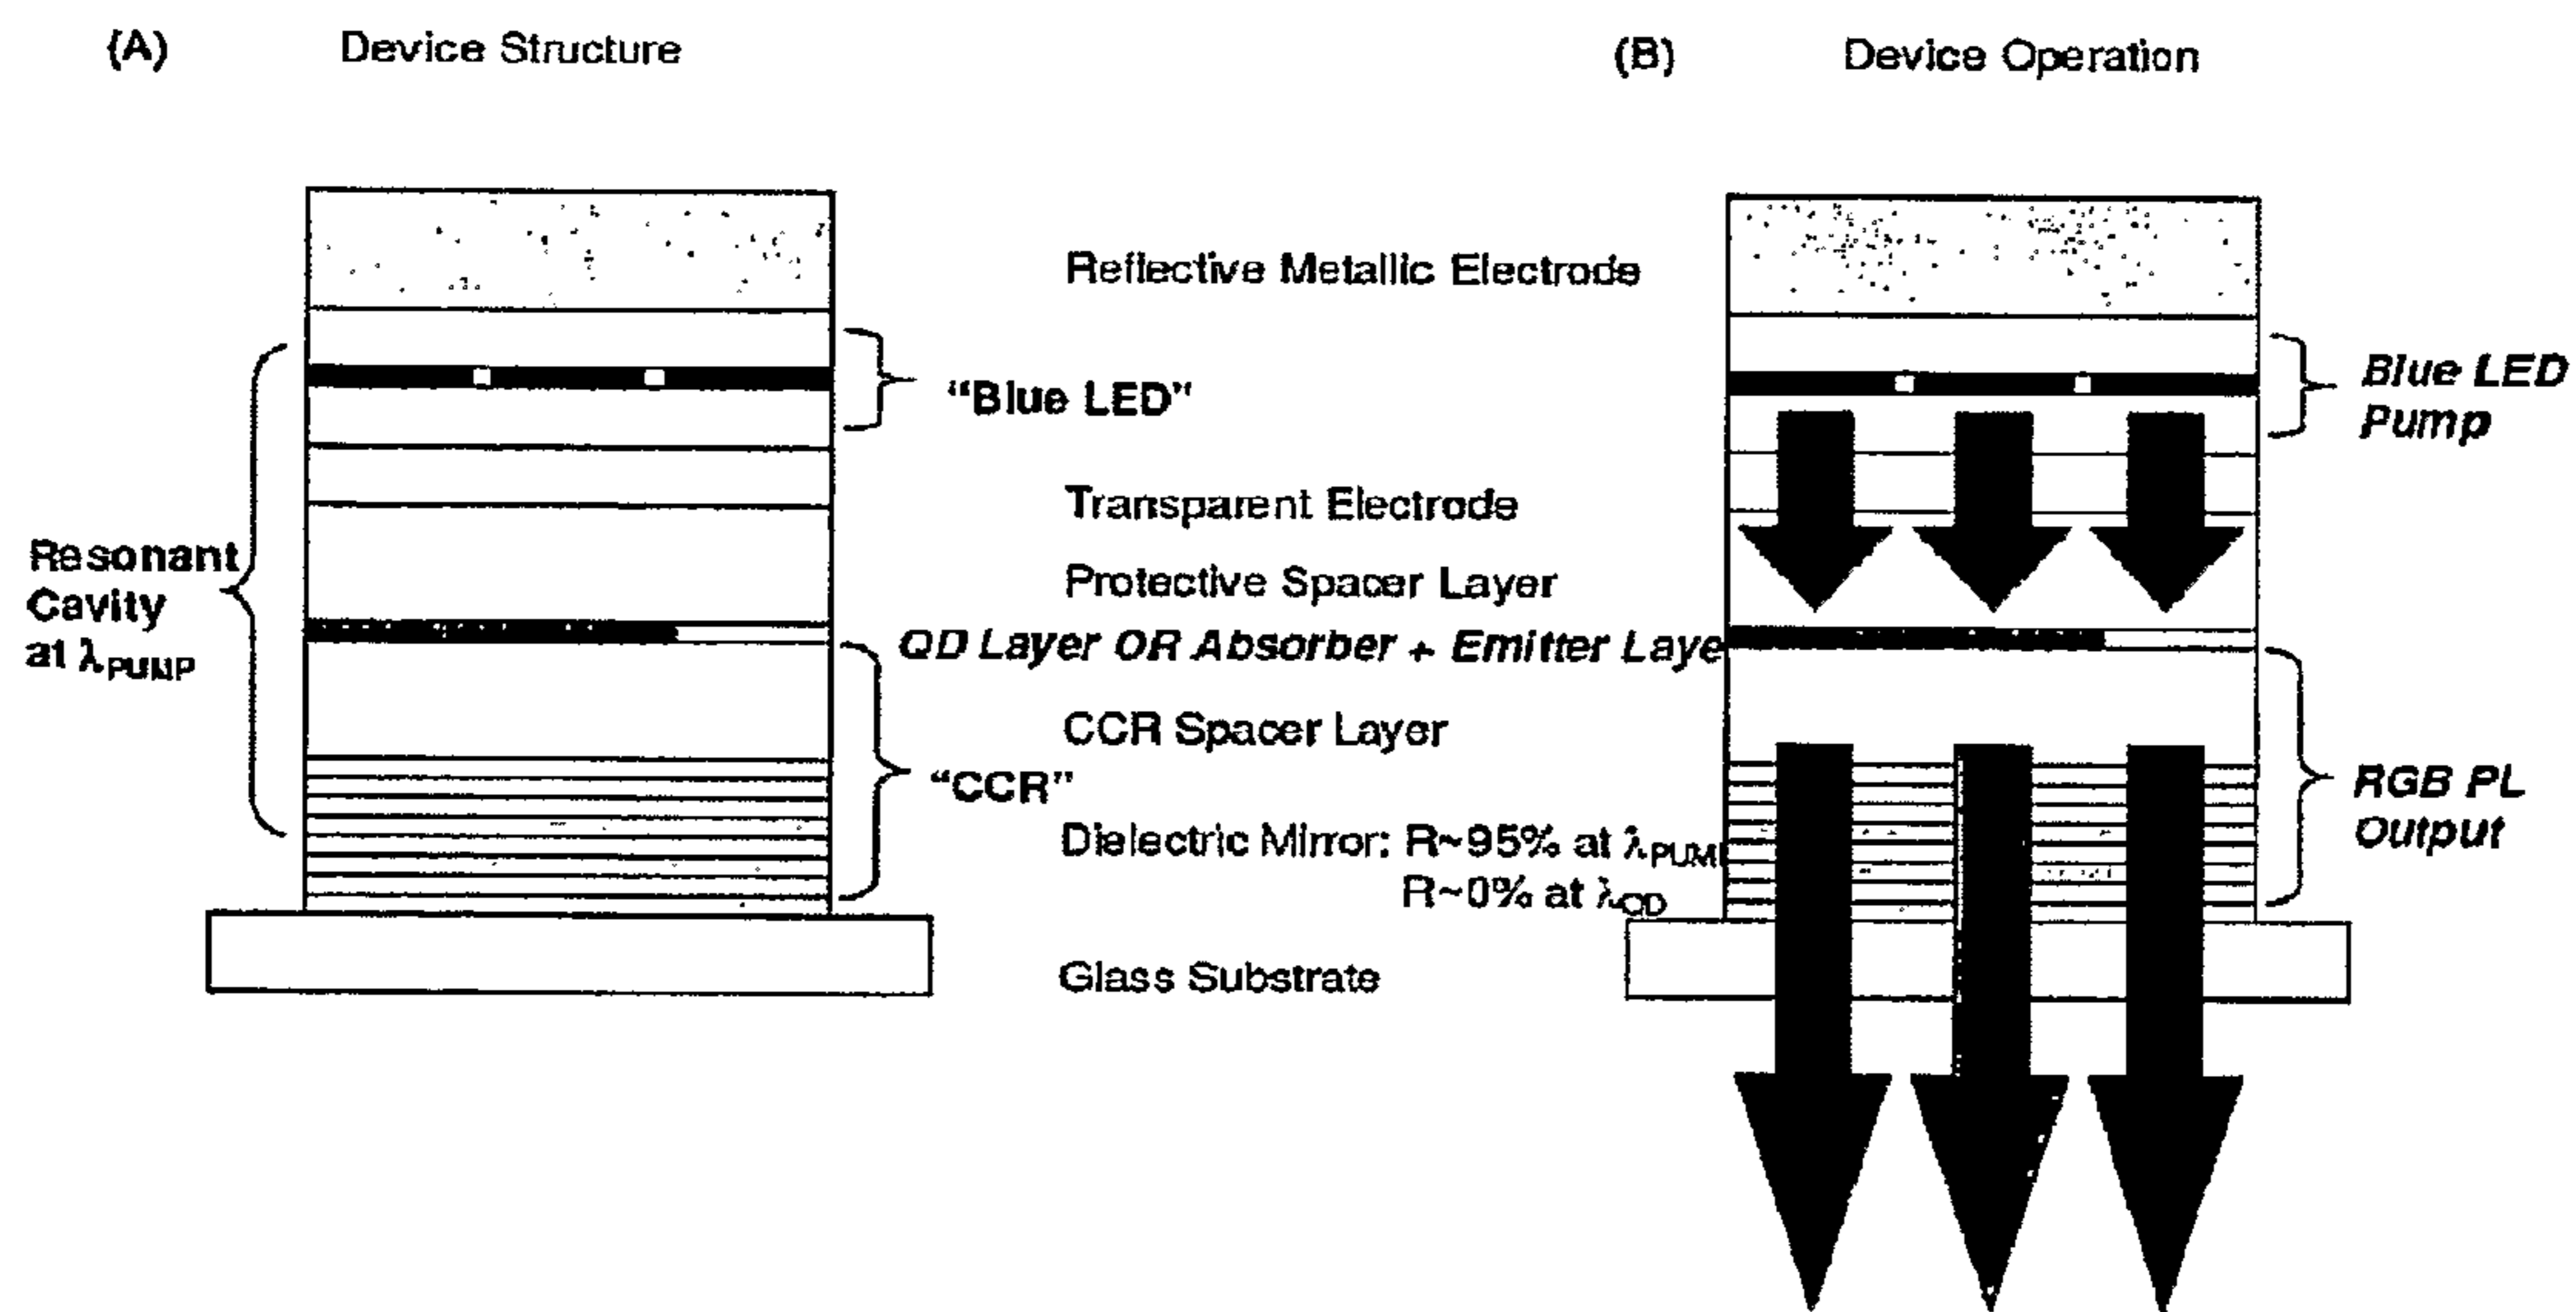 (A) Device Structure
(B) Device Operation
Reflective Metallic Electrode
"Blue LED"
Blue LED
Pump
Transparent Electrode
Resonant
Cavity
at λPUMP
Protective Spacer Layer
QD Layer OR Absorber + Emitter Laye
CCR Spacer Layer
"CCR"
RGB PL
Output
Dielectric Mirror: R~95% at λPUM
R~0% at λQD
Glass Substrate